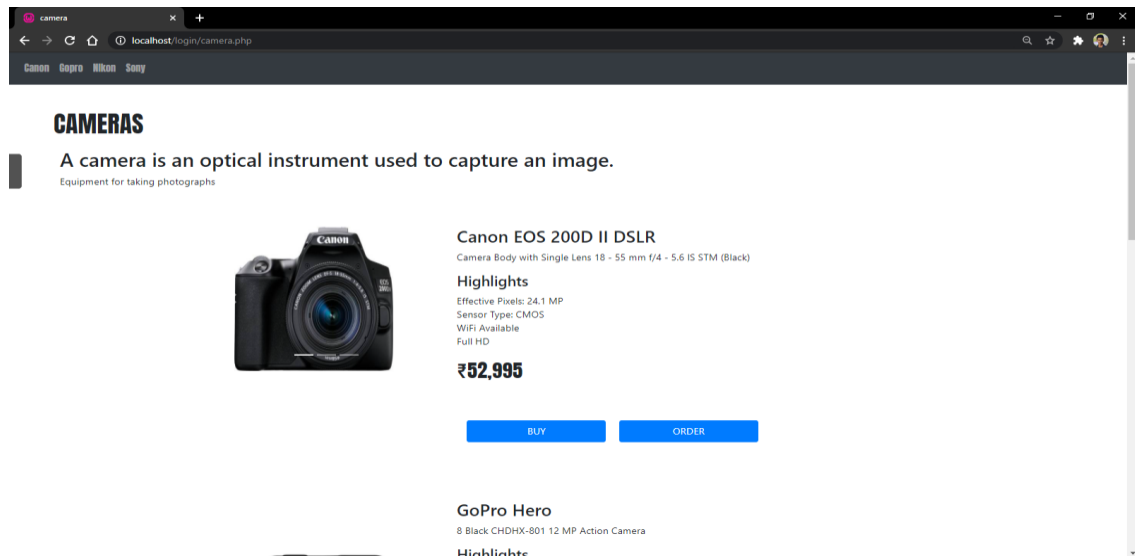 camera
localhost/login/camera.php
Canon Gopro Nikon Sony
CAMERAS
A camera is an optical instrument used to capture an image.
Equipment for taking photographs
Canon
Canon EOS 200D II DSLR
Camera Body with Single Lens 18 - 55 mm f/4 - 5.6 IS STM (Black)
Highlights
Effective Pixels: 24.1 MP
Sensor Type: CMOS
WiFi Available
Full HD
₹52,995
BUY ORDER
GoPro Hero
8 Black CHDHX-801 12 MP Action Camera
Highlights